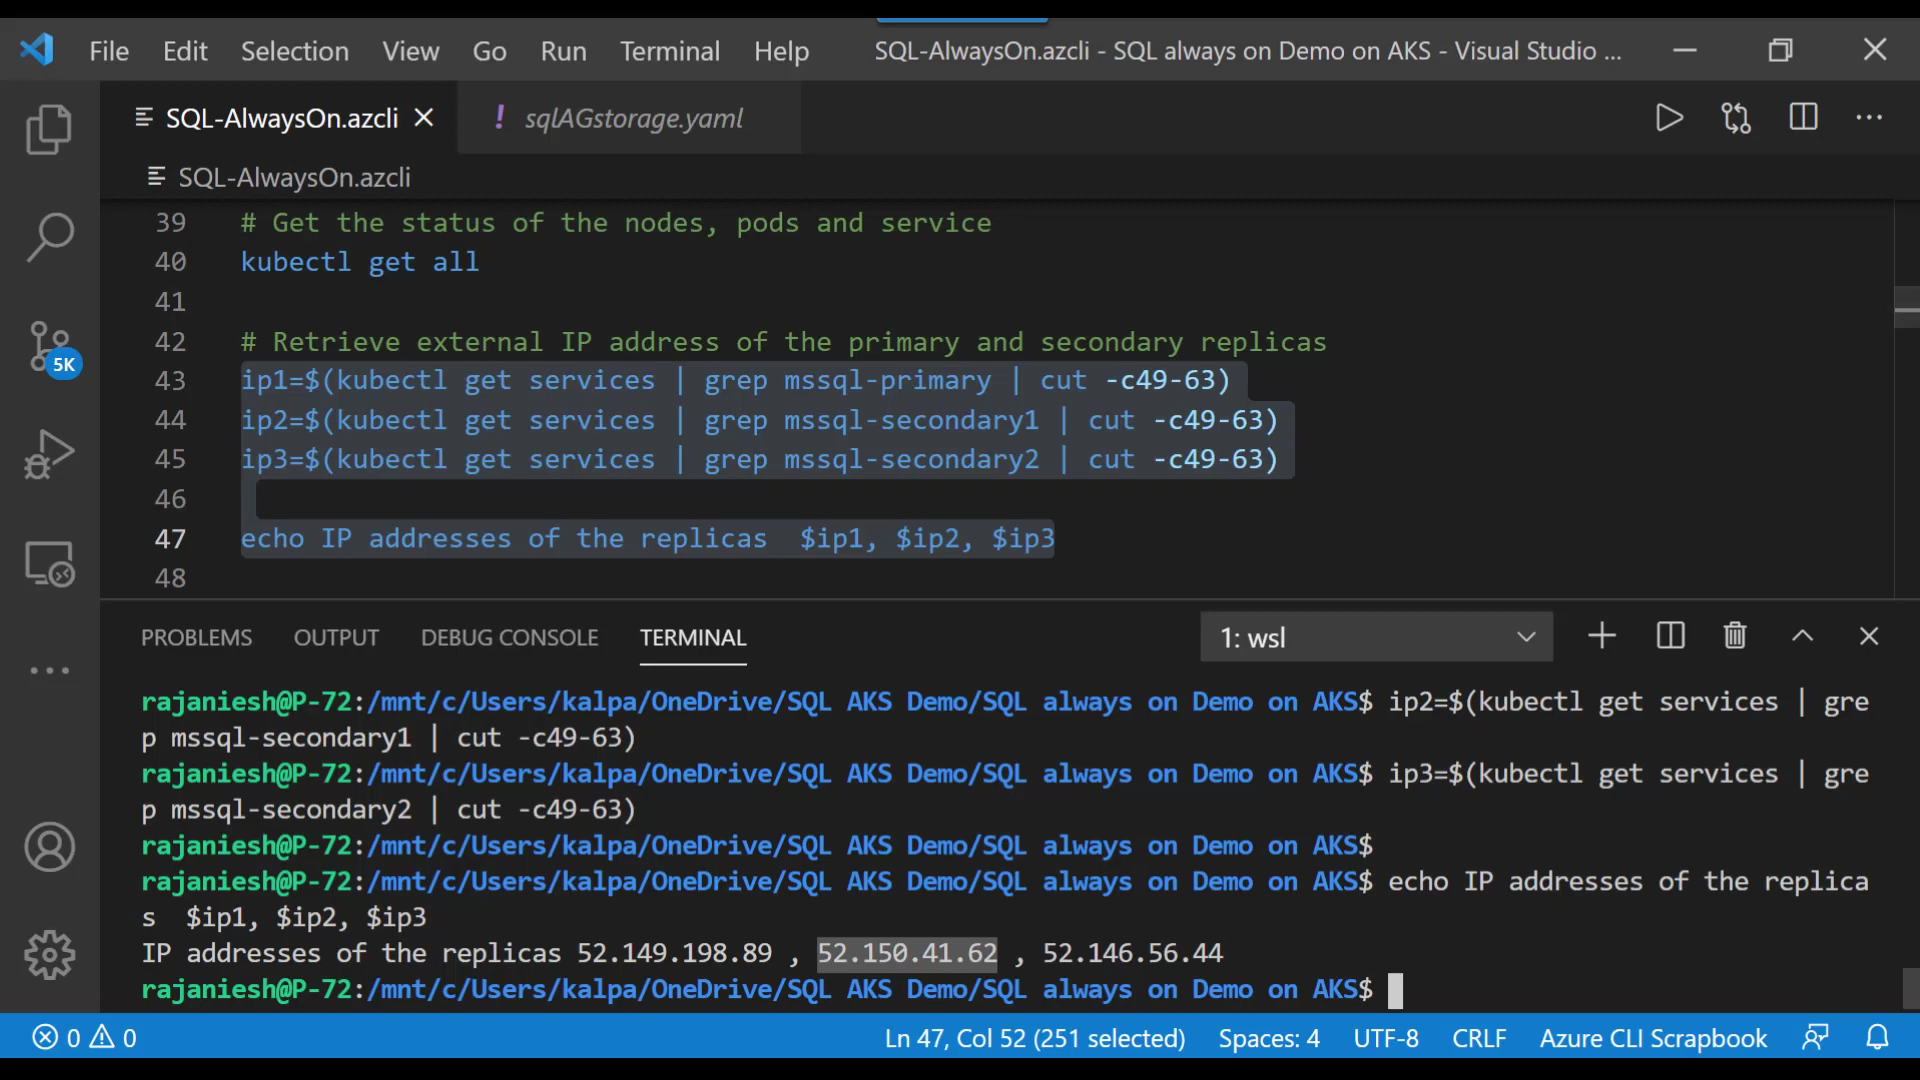 File Edit Selection View Go Run Terminal Help SQL-AlwaysOn.azcli - SQL always on Demo on AKS - Visual Studio ...
SQL-AlwaysOn.azcli ! sqlAGstorage.yaml
SQL-AlwaysOn.azcli
39 # Get the status of the nodes, pods and service
40 kubectl get all
41
42 # Retrieve external IP address of the primary and secondary replicas
43 ip1=$(kubectl get services | grep mssql-primary | cut -c49-63)
44 ip2=$(kubectl get services | grep mssql-secondary1 | cut -c49-63)
45 ip3=$(kubectl get services | grep mssql-secondary2 | cut -c49-63)
46
47 echo IP addresses of the replicas  $ip1, $ip2, $ip3
48
5K
PROBLEMS OUTPUT DEBUG CONSOLE TERMINAL 1: wsl
rajaniesh@P-72:/mnt/c/Users/kalpa/OneDrive/SQL AKS Demo/SQL always on Demo on AKS$ ip2=$(kubectl get services | gre
p mssql-secondary1 | cut -c49-63)
rajaniesh@P-72:/mnt/c/Users/kalpa/OneDrive/SQL AKS Demo/SQL always on Demo on AKS$ ip3=$(kubectl get services | gre
p mssql-secondary2 | cut -c49-63)
rajaniesh@P-72:/mnt/c/Users/kalpa/OneDrive/SQL AKS Demo/SQL always on Demo on AKS$
rajaniesh@P-72:/mnt/c/Users/kalpa/OneDrive/SQL AKS Demo/SQL always on Demo on AKS$ echo IP addresses of the replica
s  $ip1, $ip2, $ip3
IP addresses of the replicas 52.149.198.89 , 52.150.41.62 , 52.146.56.44
rajaniesh@P-72:/mnt/c/Users/kalpa/OneDrive/SQL AKS Demo/SQL always on Demo on AKS$
0 0 Ln 47, Col 52 (251 selected) Spaces: 4 UTF-8 CRLF Azure CLI Scrapbook